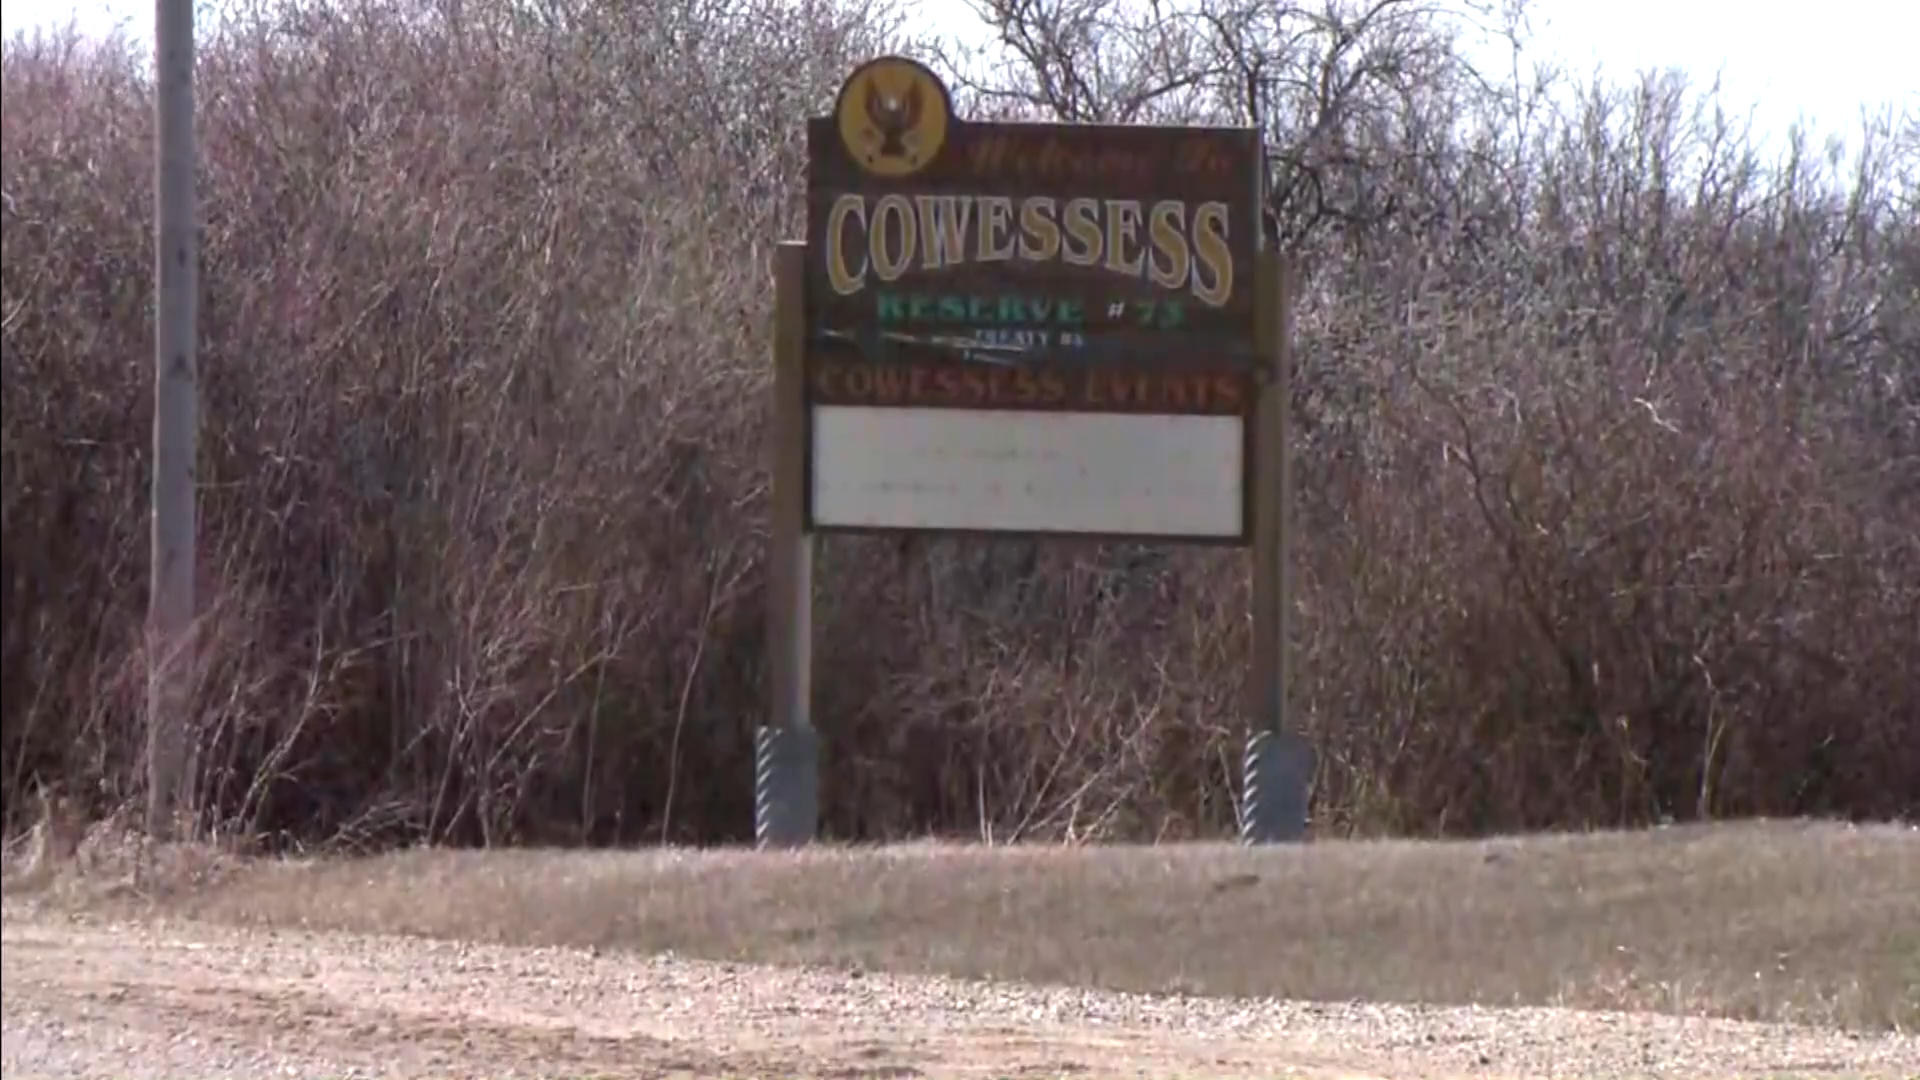 Welcome To
COWESSESS
RESERVE # 73
TREATY #4
COWESSESS EVENTS